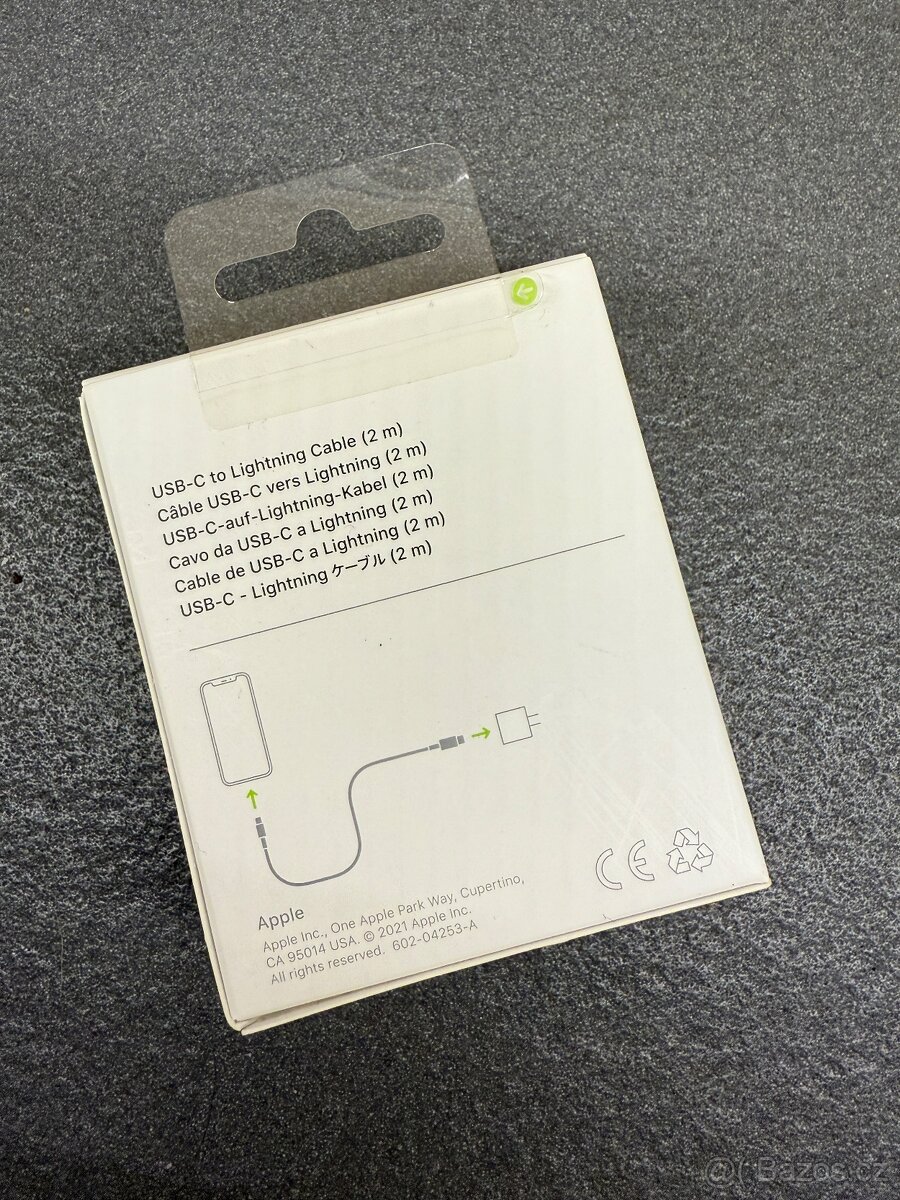 USB-C to Lightning Cable (2 m)
Câble USB-C vers Lightning (2 m)
USB-C-auf-Lightning-Kabel (2 m)
Cavo da USB-C a Lightning (2 m)
Cable de USB-C a Lightning (2 m)
USB-C - Lightning ケーブル (2 m)
CE
Apple
Apple Inc., One Apple Park Way, Cupertino,
CA 95014 USA. © 2021 Apple Inc.
All rights reserved. 602-04253-A
@( Bazos.cz